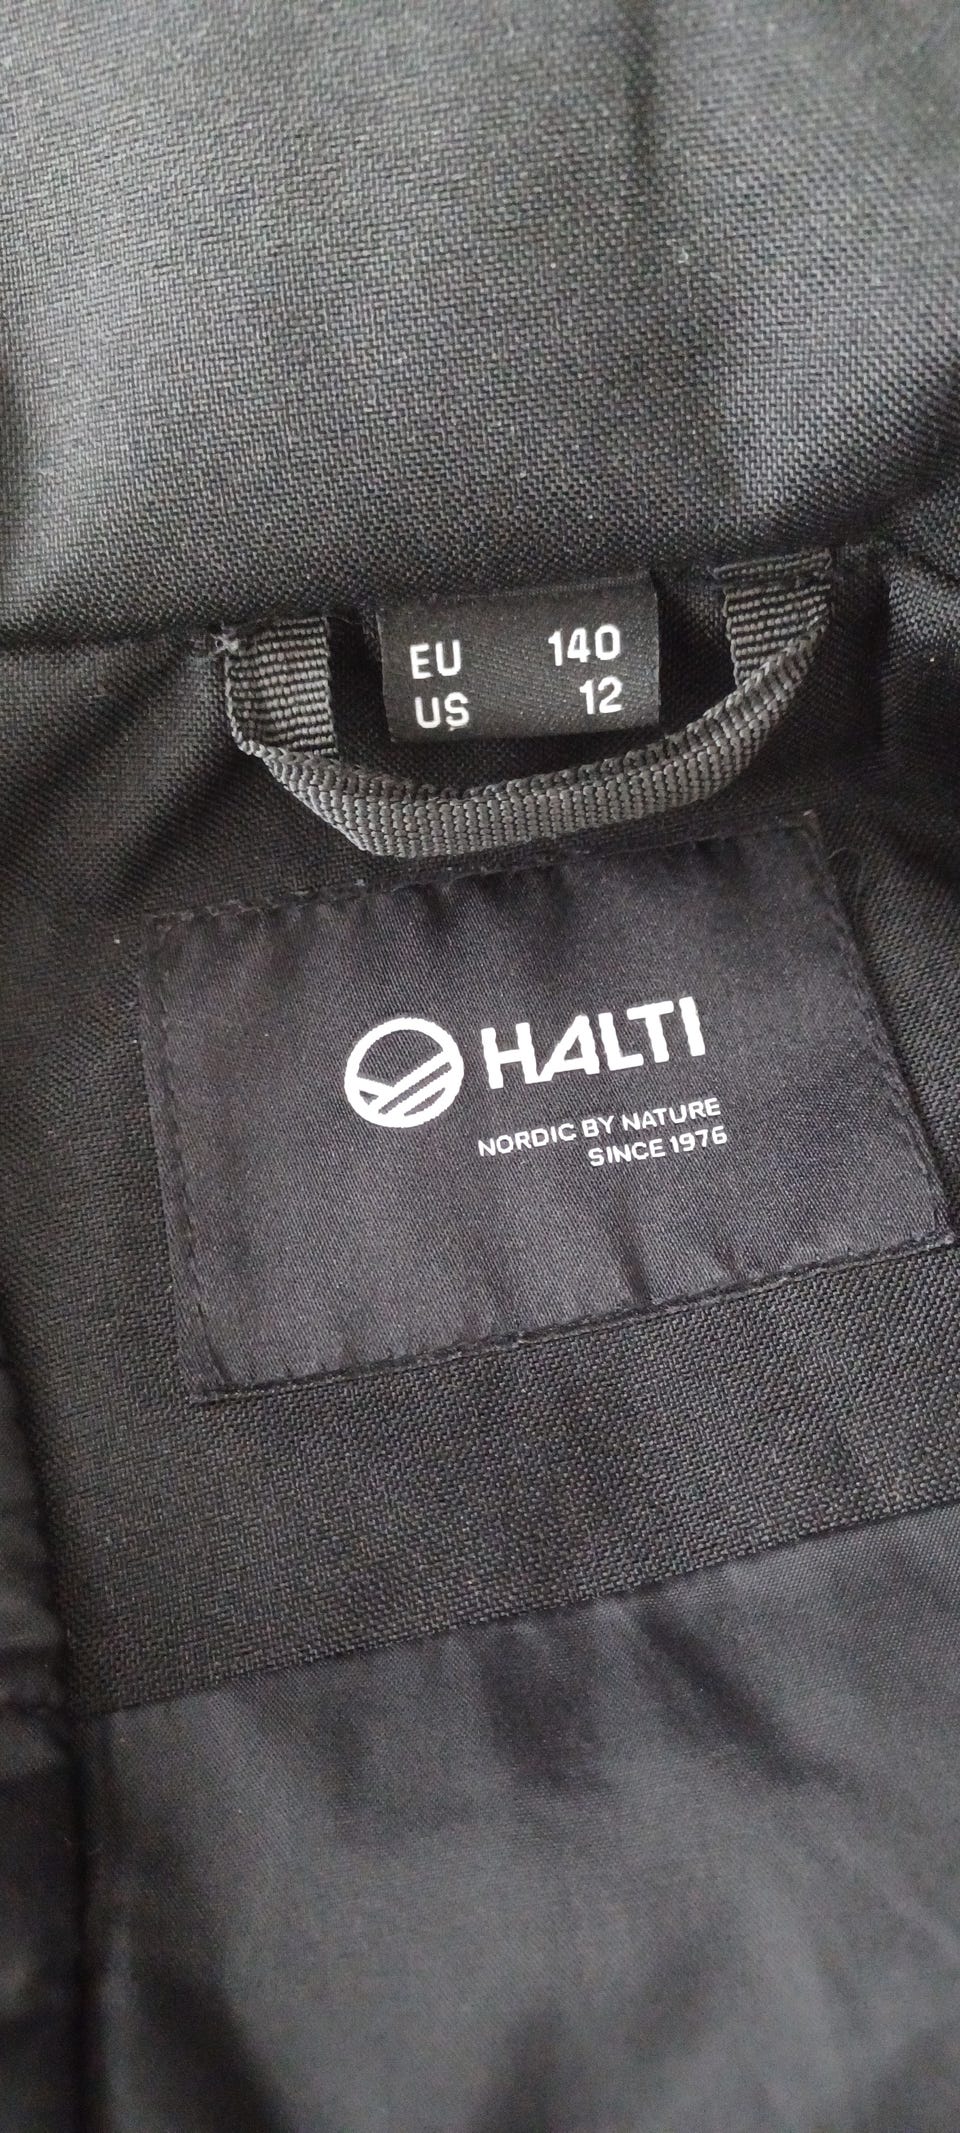 EU 140
US 12
HALTI
NORDIC BY NATURE
SINCE 1976